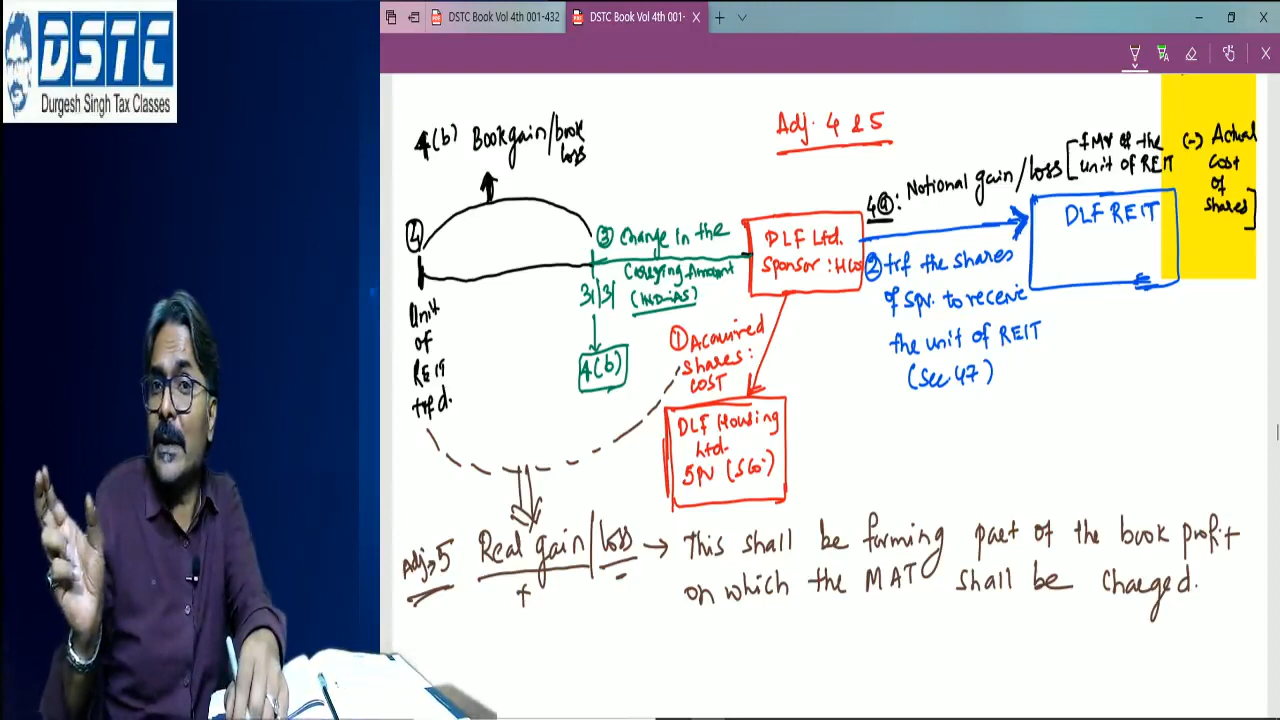 DSTC
Durgesh Singh Tax Classes
DSTC Book Vol 4th 001-432
DSTC Book Vol 4th 001-
Adj. 4 & 5
4(b) Book gain/book
loss
4a: Notional gain/loss
[FMV of the
unit of REIT
(-) Actual
cost
of
shares]
DLF REIT
4
3 Change in the
Carrying Amount
(INDAS)
31/3
4(b)
DLF Ltd.
Sponsor: HCo
2 trf the shares
of SPV. to receive
the unit of REIT
(Sec. 47)
Unit
of
REIT
trfd.
1 Acquired
shares:
COST
DLF Housing
Ltd.
SPV (SCo.)
Adj. 5 Real gain/loss → This shall be forming part of the book profit
+ on which the MAT shall be charged.